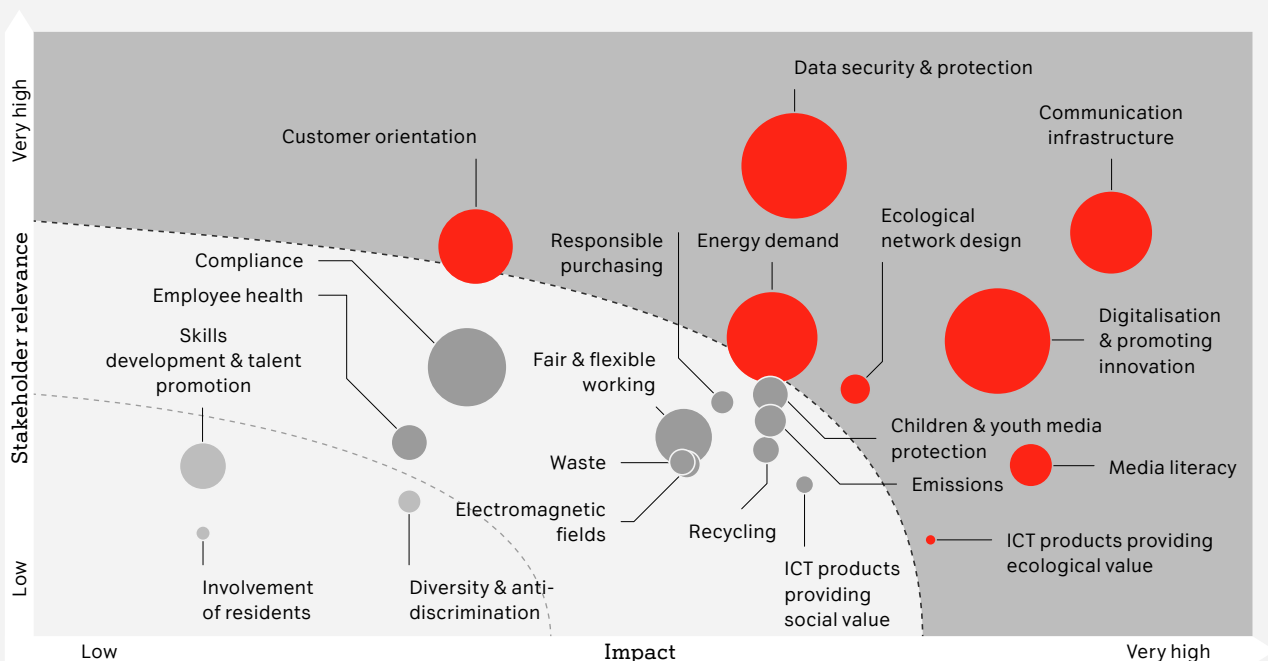 Very high
Stakeholder relevance
Low
Data security & protection
Communication
infrastructure
Customer orientation
Ecological
network design
Responsible
purchasing
Energy demand
Compliance
Employee health
Digitalisation
& promoting
innovation
Skills
development & talent
promotion
Fair & flexible
working
Children & youth media
protection
Waste
Media literacy
Emissions
Electromagnetic
fields
Recycling
ICT products providing
ecological value
ICT products
providing
social value
Involvement
of residents
Diversity & anti-
discrimination
Low
Impact
Very high